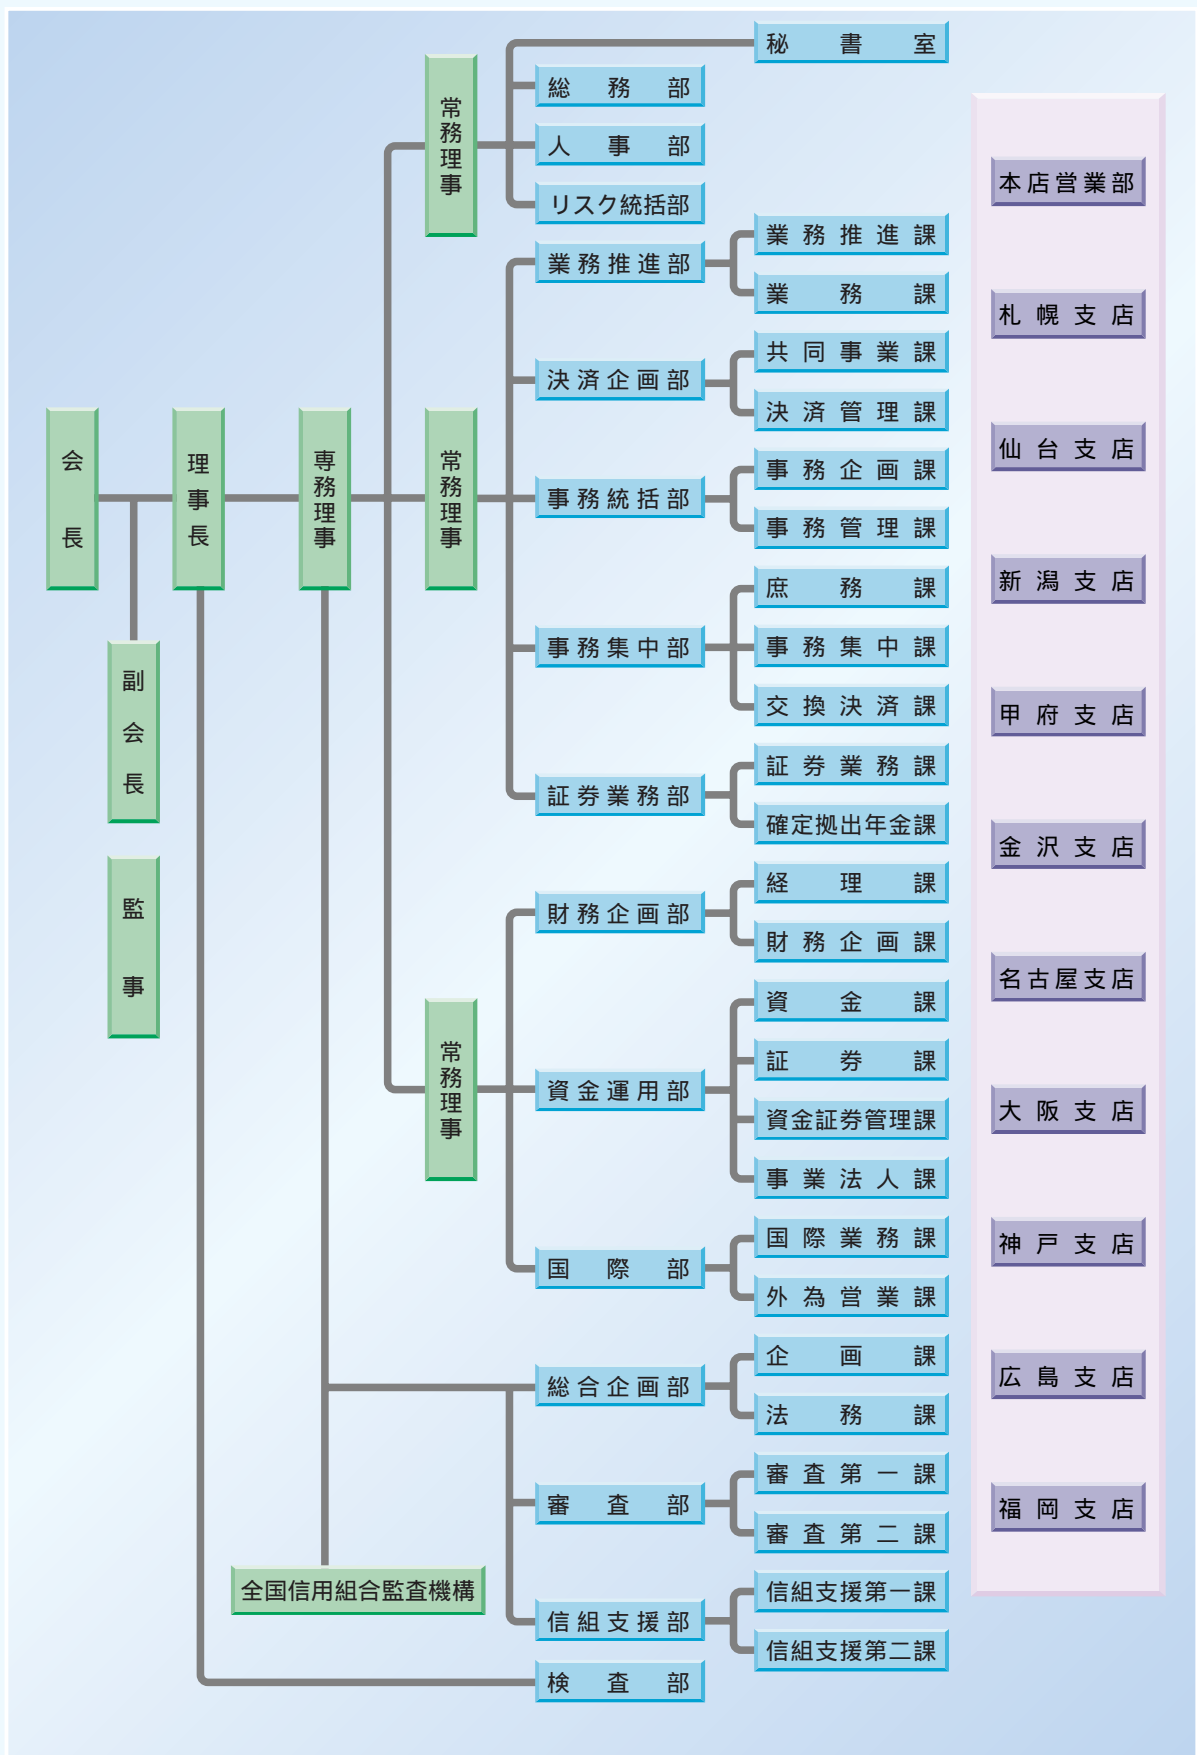 会長
副会長
監事
理事長
専務理事
全国信用組合監査機構
常務理事
常務理事
常務理事
秘書室
総務部
人事部
リスク統括部
業務推進部
業務推進課
業務課
決済企画部
共同事業課
決済管理課
事務統括部
事務企画課
事務管理課
事務集中部
庶務課
事務集中課
交換決済課
証券業務部
証券業務課
確定拠出年金課
財務企画部
経理課
財務企画課
資金運用部
資金課
証券課
資金証券管理課
事業法人課
国際部
国際業務課
外為営業課
総合企画部
企画課
法務課
審査部
審査第一課
審査第二課
信組支援部
信組支援第一課
信組支援第二課
検査部
本店営業部
札幌支店
仙台支店
新潟支店
甲府支店
金沢支店
名古屋支店
大阪支店
神戸支店
広島支店
福岡支店